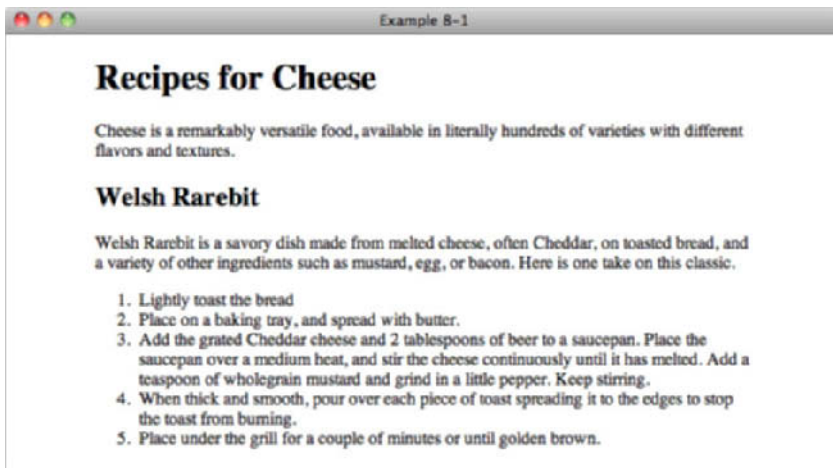 Example 8-1
Recipes for Cheese
Cheese is a remarkably versatile food, available in literally hundreds of varieties with different
flavors and textures.
Welsh Rarebit
Welsh Rarebit is a savory dish made from melted cheese, often Cheddar, on toasted bread, and
a variety of other ingredients such as mustard, egg, or bacon. Here is one take on this classic.
1. Lightly toast the bread
2. Place on a baking tray, and spread with butter.
3. Add the grated Cheddar cheese and 2 tablespoons of beer to a saucepan. Place the
saucepan over a medium heat, and stir the cheese continuously until it has melted. Add a
teaspoon of wholegrain mustard and grind in a little pepper. Keep stirring.
4. When thick and smooth, pour over each piece of toast spreading it to the edges to stop
the toast from burning.
5. Place under the grill for a couple of minutes or until golden brown.